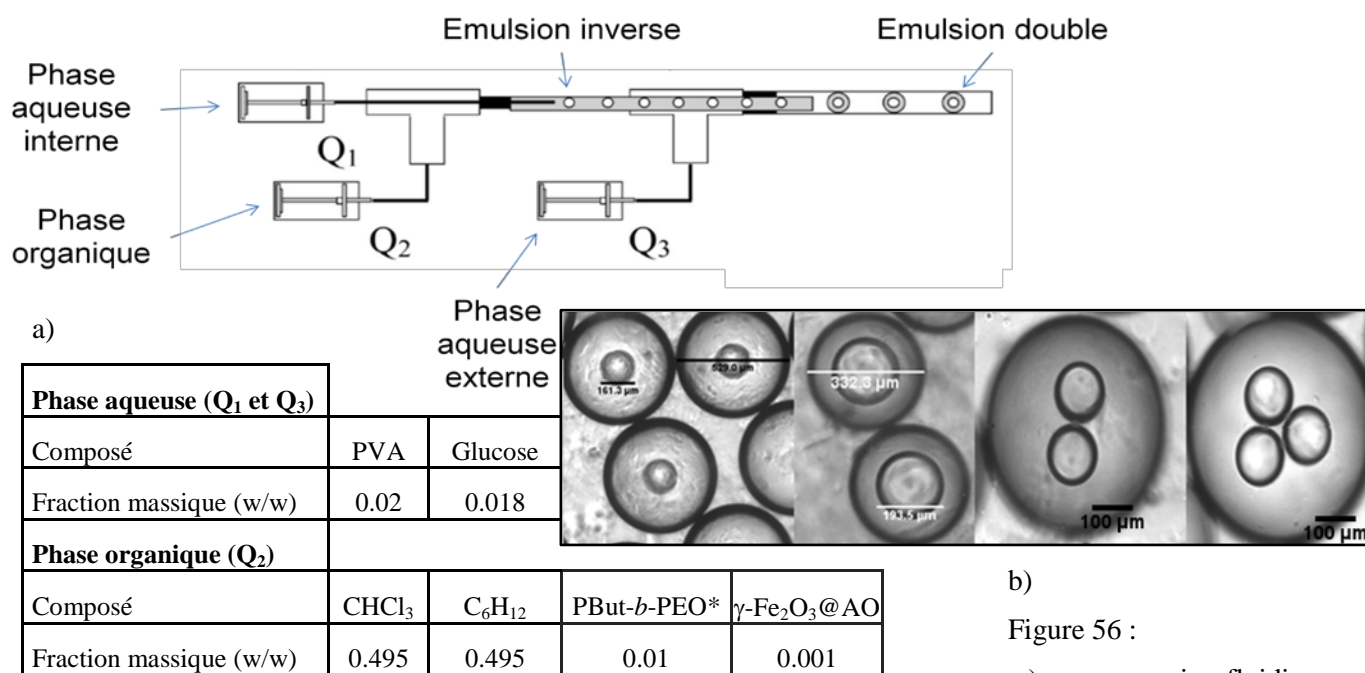 Emulsion inverse
Emulsion double
Phase
aqueuse
interne
Q1
Phase
organique
Q2
Q3
Phase
aqueuse
externe
a)
Phase aqueuse (Q1 et Q3)
Composé PVA Glucose
Fraction massique (w/w) 0.02 0.018
Phase organique (Q2)
Composé CHCl3 C6H12 PBut-b-PEO* γ-Fe2O3@AO
Fraction massique (w/w) 0.495 0.495 0.01 0.001
161.3 µm
529.0 µm
332.3 µm
193.5 µm
100 µm
100 µm
b)
Figure 56 :